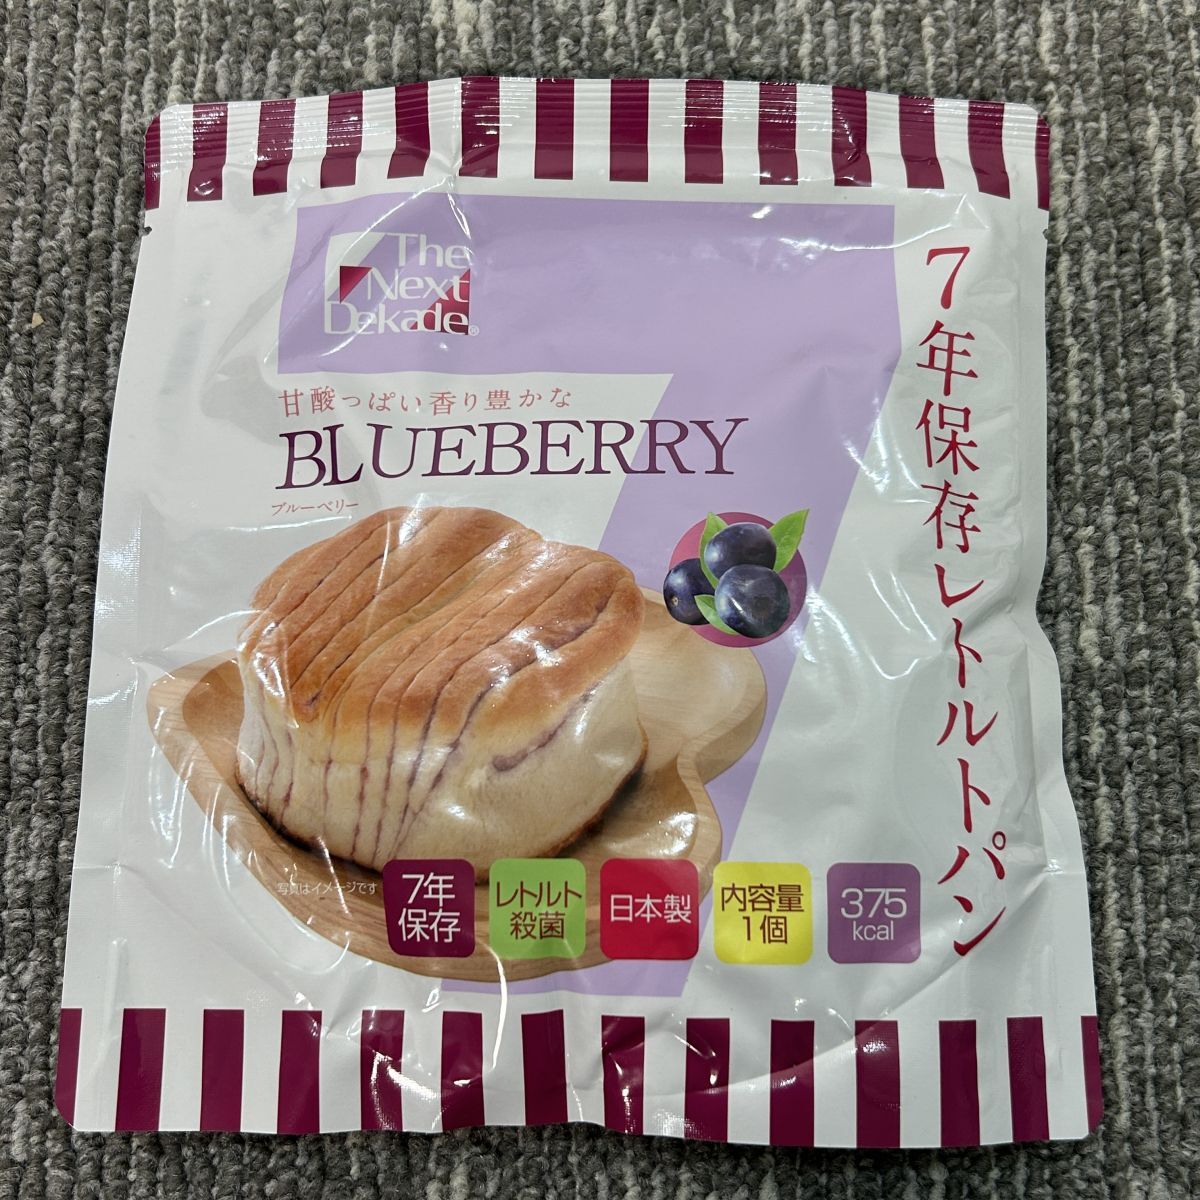 The
Next
Dekade®
甘酸っぱい香り豊かな
BLUEBERRY
ブルーベリー
7年保存レトルトパン
写真はイメージです
7年
保存
レトルト
殺菌
日本製
内容量
1個
375
kcal